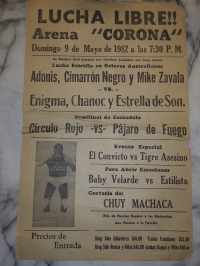 LUCHA LIBRE!!
Arena "CORONA"
Domingo 9 de Mayo de 1982 a las 7:30 P. M.
Lucha Estrella en Relevos Australianos
Adonis, Cimarrón Negro y Mike Zavala
- VS. -
Enigma, Chanoc y Estrella de Son.
Semifinal de Escándalo
Círculo Rojo -VS- Pájaro de Fuego
Evento Especial
El Convicto vs Tigre Asesino
Para Abrir Emociones
Baby Velarde vs Estilista
Cortesía de:
CHUY MACHACA
Precios de
Entrada